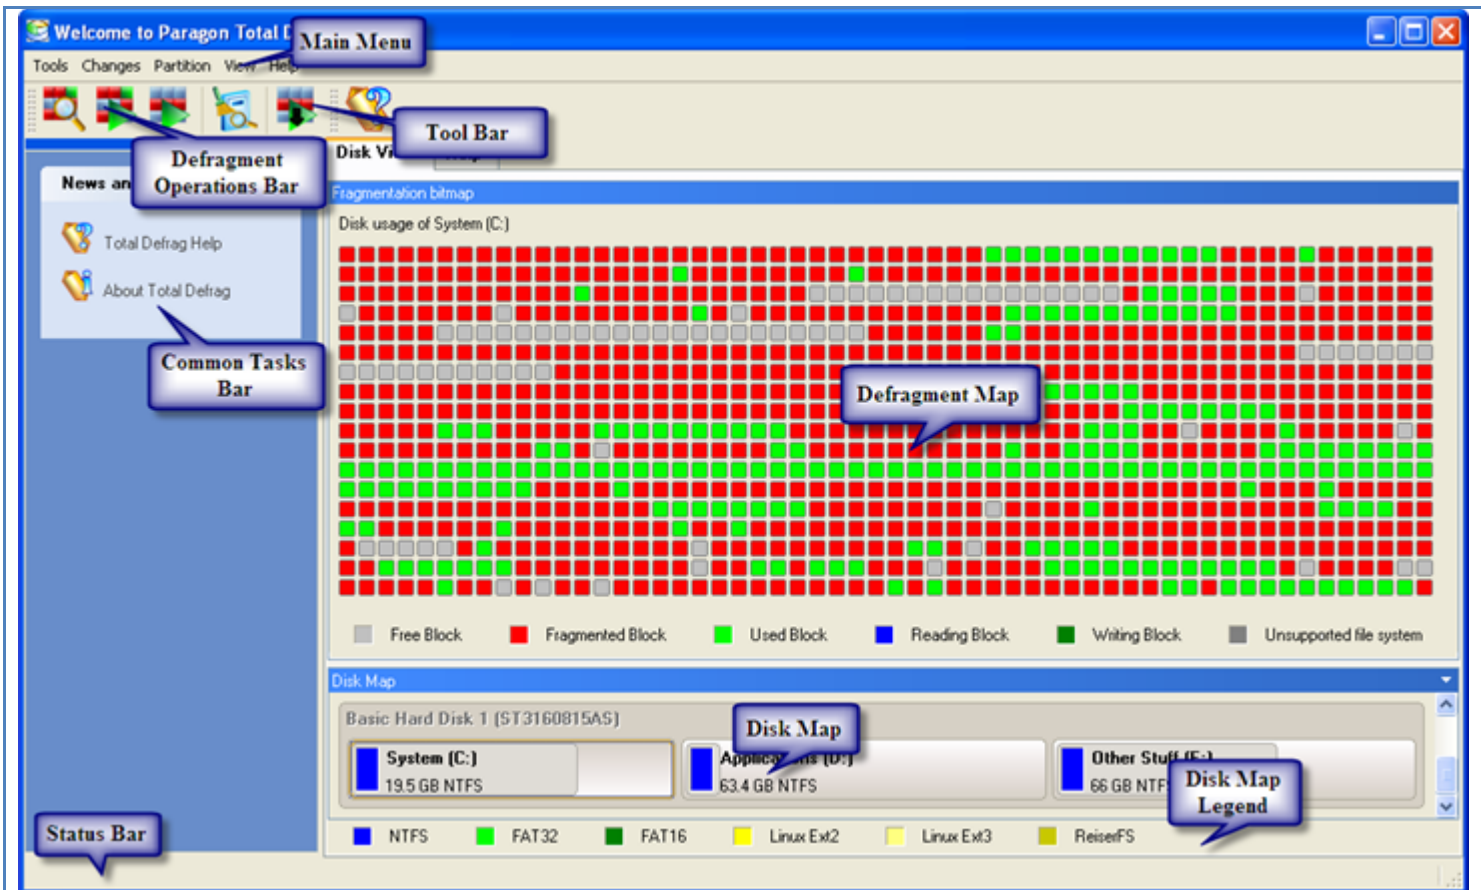 Welcome to Paragon Total D
Main Menu
Tools Changes Partition View Help
Tool Bar
Defragment
Operations Bar
Disk Vi
News an
Fragmentation bitmap
Disk usage of System (C:)
Total Defrag Help
About Total Defrag
Common Tasks
Bar
Defragment Map
Free Block Fragmented Block Used Block Reading Block Writing Block Unsupported file system
Disk Map
Basic Hard Disk 1 (ST3160815AS)
Disk Map
System (C:) Applications (D:) Other Stuff (E:)
19.5 GB NTFS 63.4 GB NTFS 66 GB NTFS
Disk Map
Legend
Status Bar
NTFS FAT32 FAT16 Linux Ext2 Linux Ext3 ReiserFS